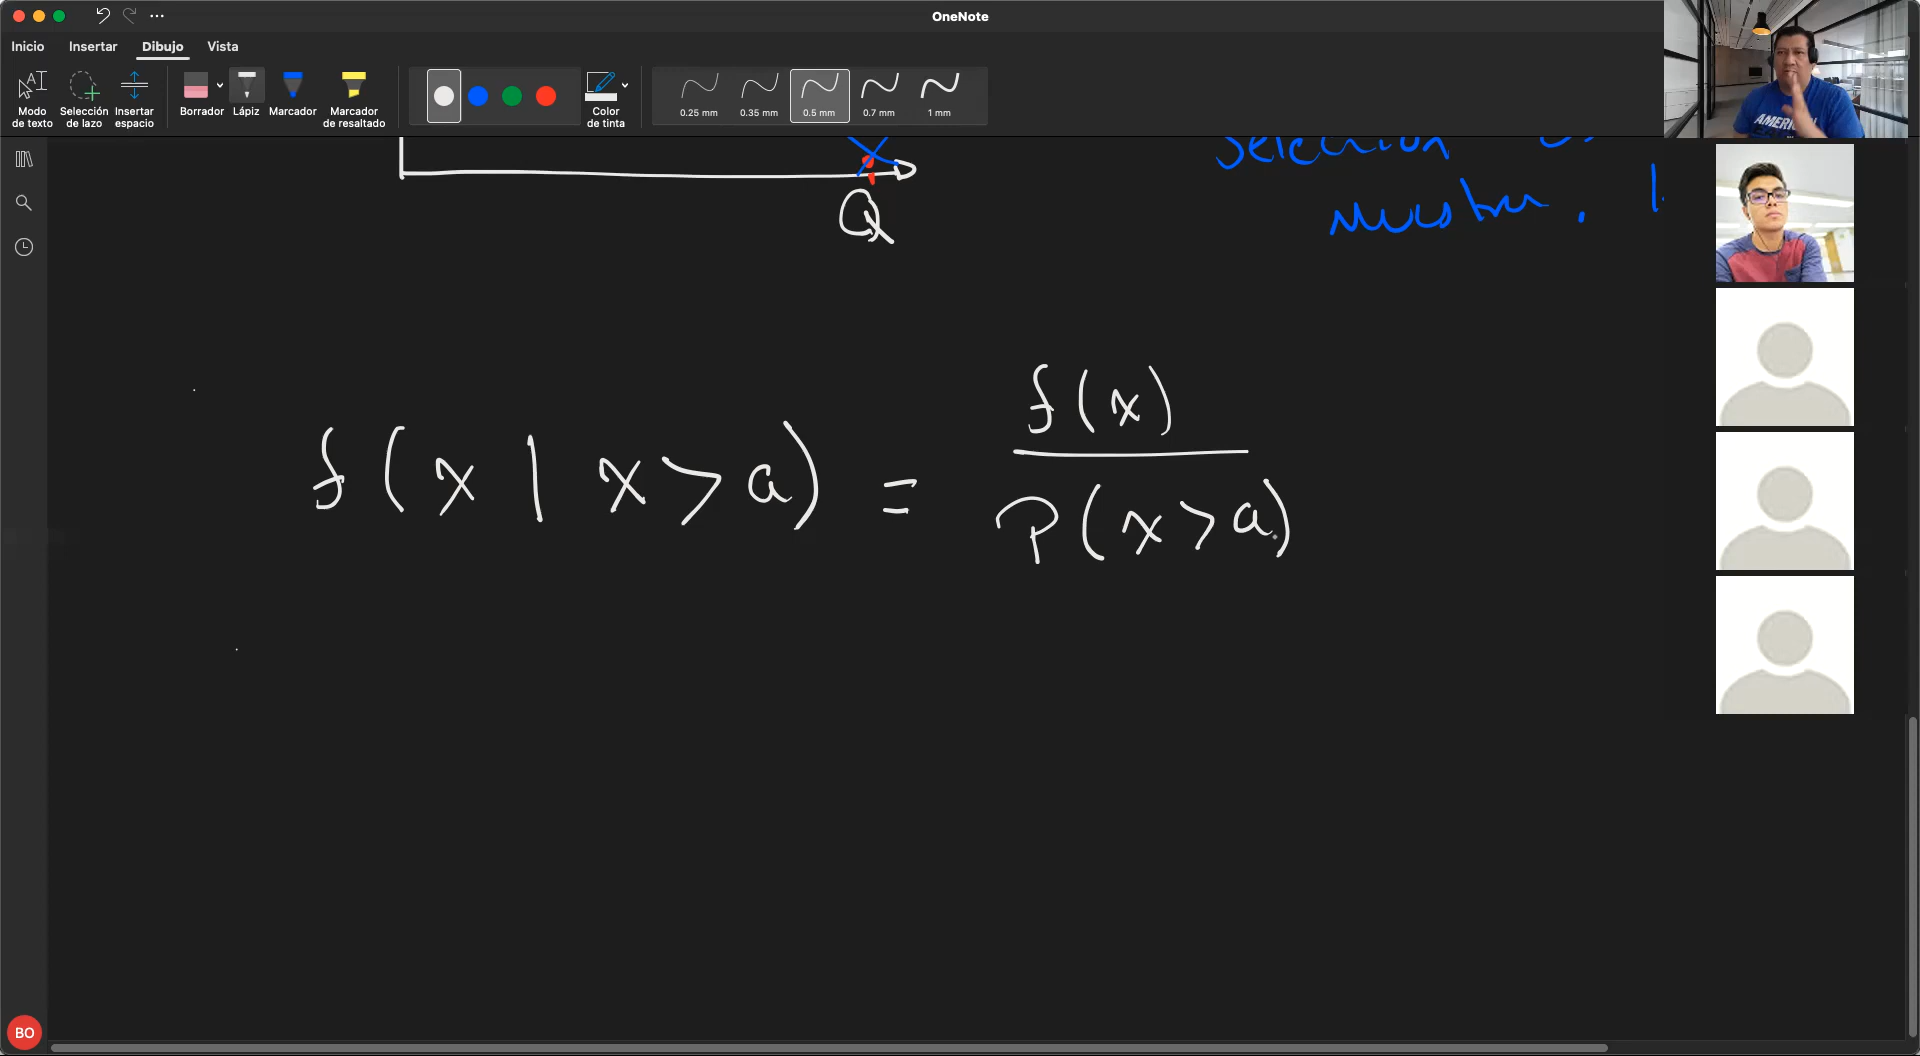 OneNote
Inicio Insertar Dibujo Vista
Modo de texto
Selección de lazo
Insertar espacio
Borrador
Lápiz
Marcador
Marcador de resaltado
Color de tinta
0.25 mm 0.35 mm 0.5 mm 0.7 mm 1 mm
Q
Selección
muestra.
f(x | x > a) = f(x)
P(x > a)
BO